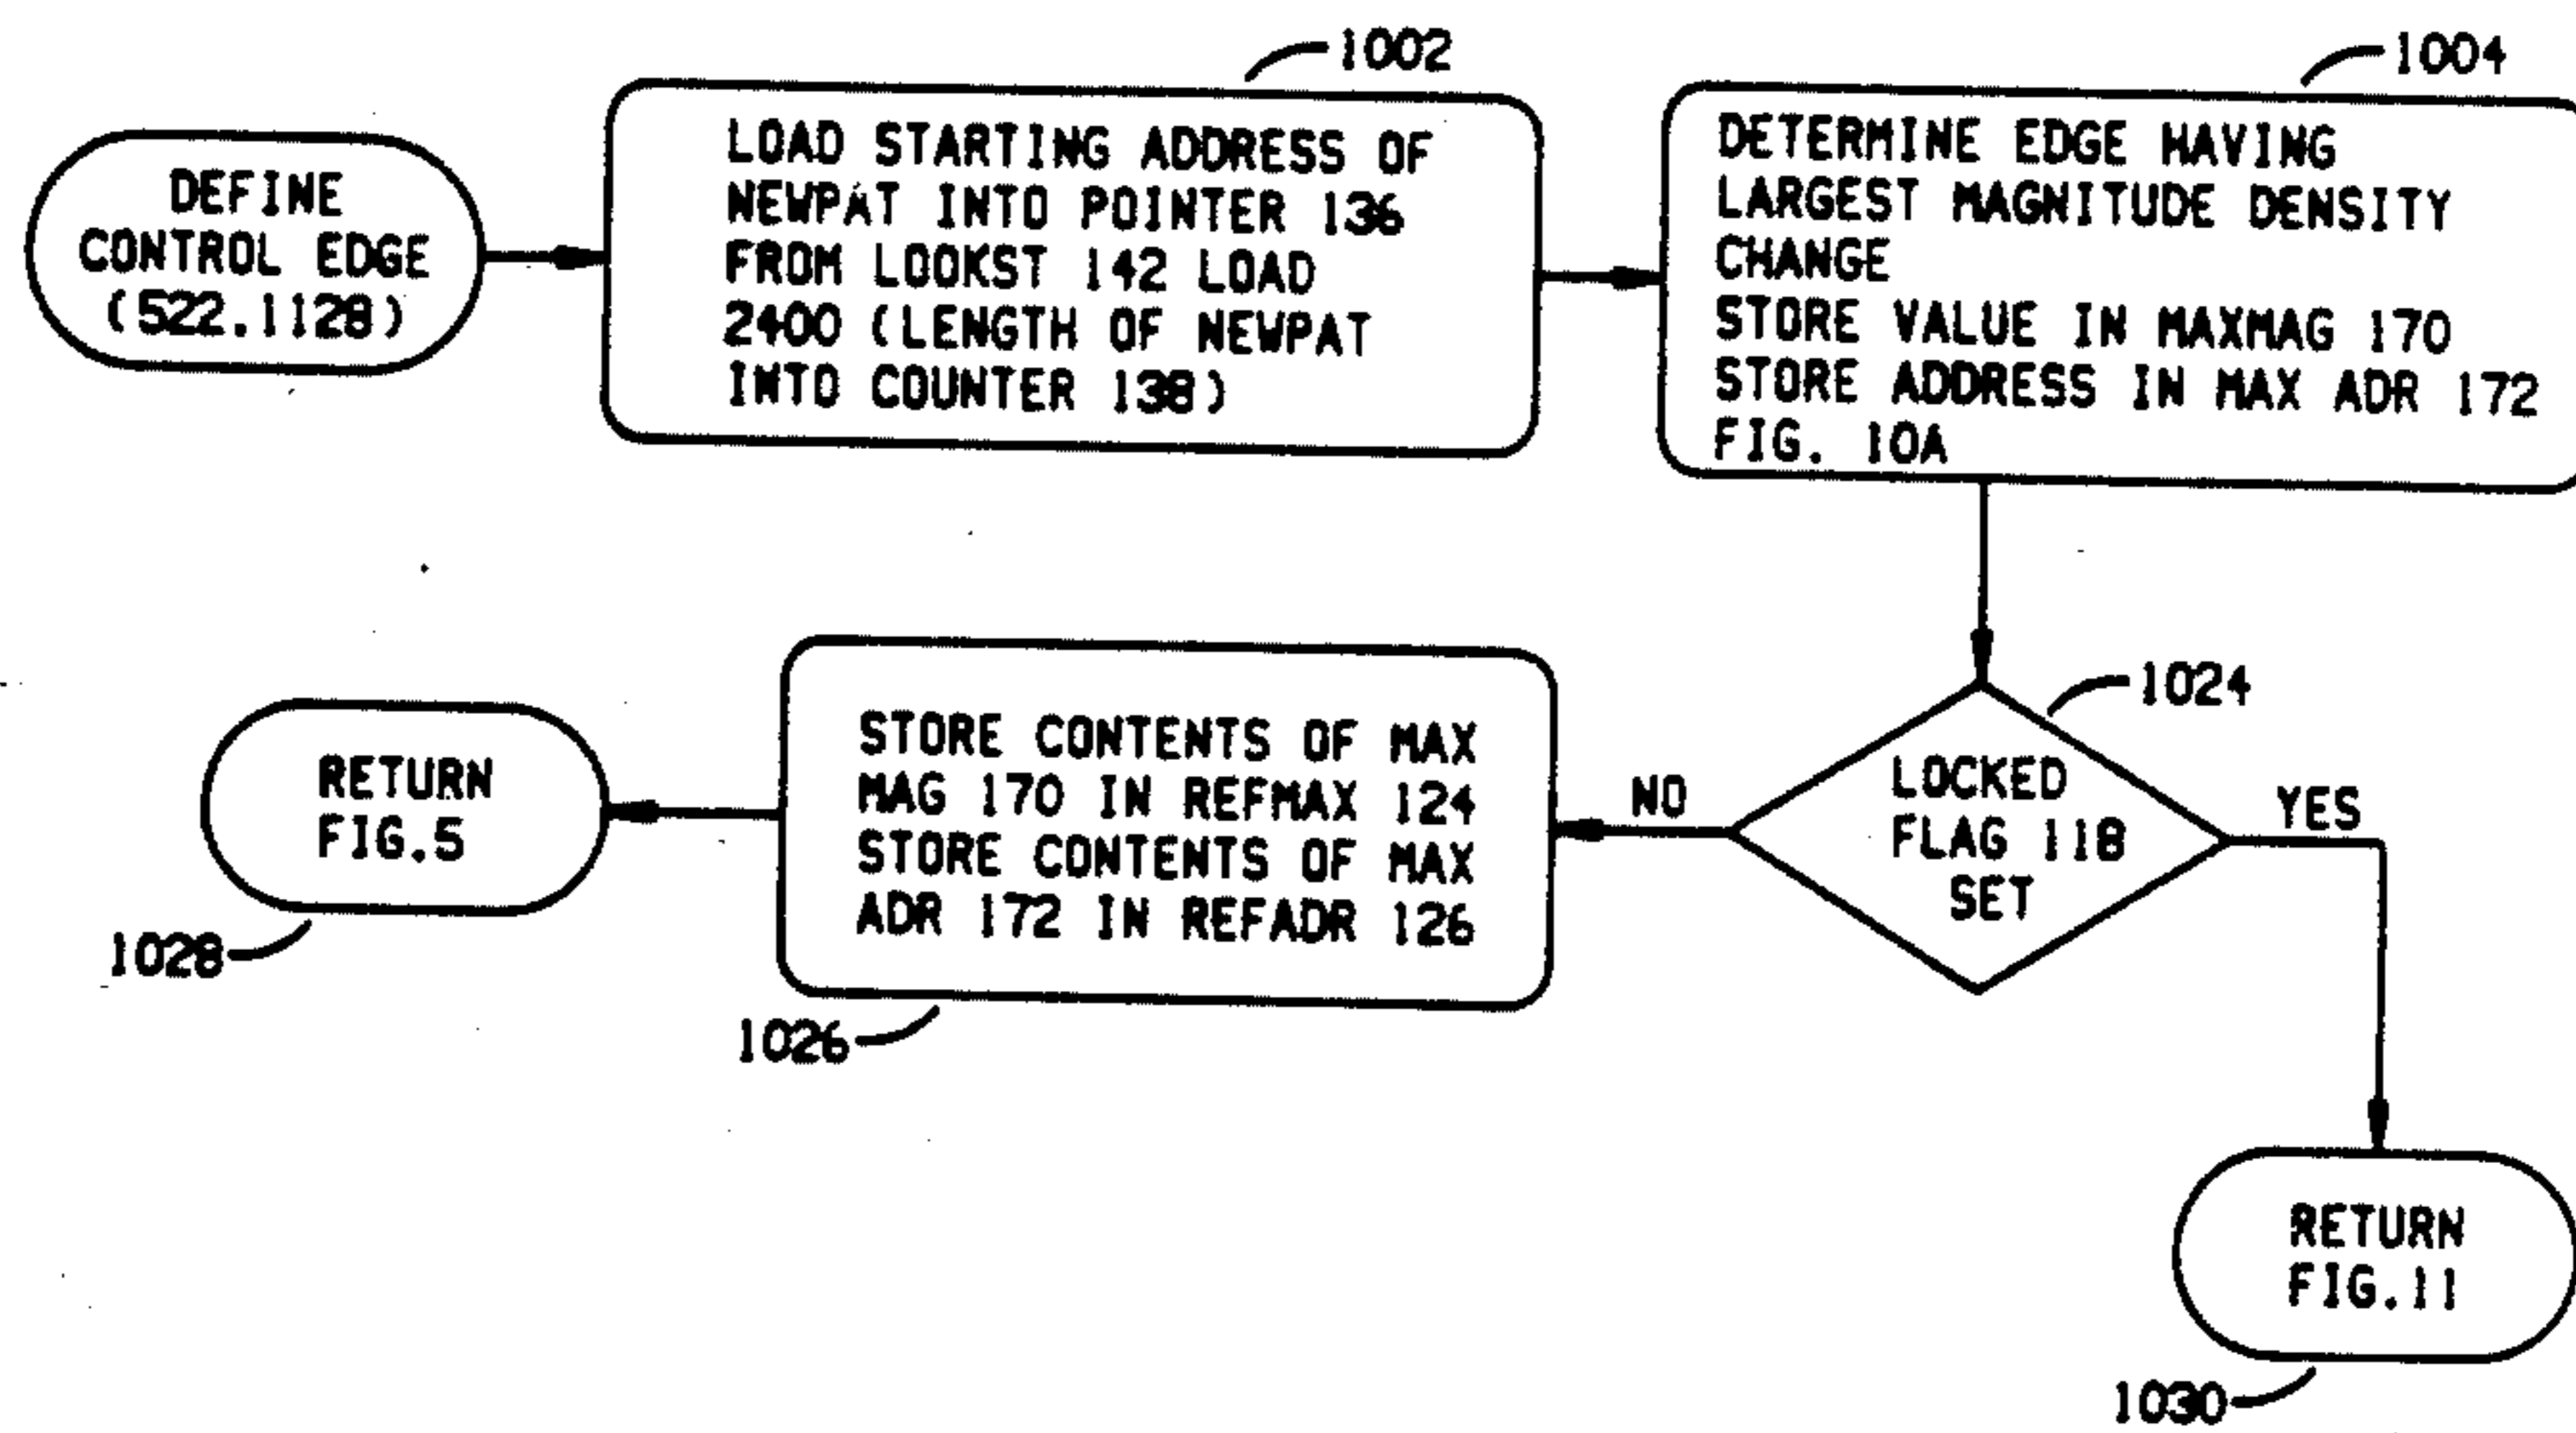 1002
1004
DEFINE
CONTROL EDGE
(522.1128)
LOAD STARTING ADDRESS OF
NEWPAT INTO POINTER 136
FROM LOOKST 142 LOAD
2400 (LENGTH OF NEWPAT
INTO COUNTER 138)
DETERMINE EDGE HAVING
LARGEST MAGNITUDE DENSITY
CHANGE
STORE VALUE IN MAXMAG 170
STORE ADDRESS IN MAX ADR 172
FIG. 10A
1024
LOCKED
FLAG 118
SET
NO
YES
STORE CONTENTS OF MAX
MAG 170 IN REFMAX 124
STORE CONTENTS OF MAX
ADR 172 IN REFADR 126
1026
RETURN
FIG.5
1028
RETURN
FIG.11
1030